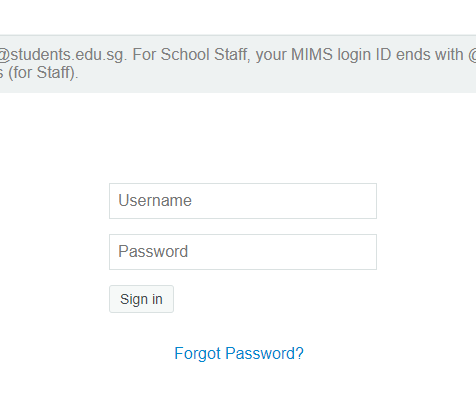 @students.edu.sg. For School Staff, your MIMS login ID ends with @
s (for Staff).
Username
Password
Sign in
Forgot Password?